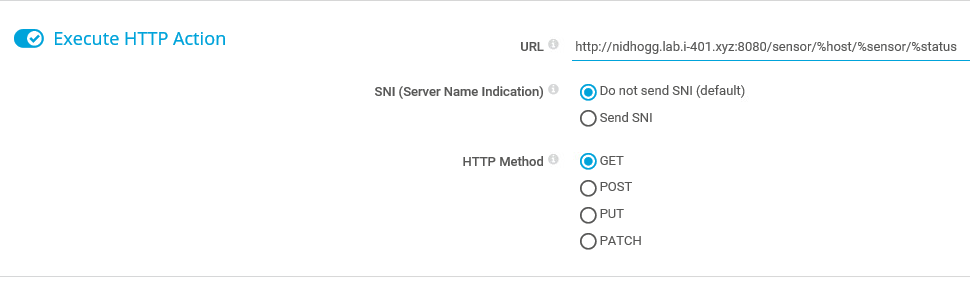 Execute HTTP Action
URL
http://nidhogg.lab.i-401.xyz:8080/sensor/%host/%sensor/%status
SNI (Server Name Indication)
Do not send SNI (default)
Send SNI
HTTP Method
GET
POST
PUT
PATCH